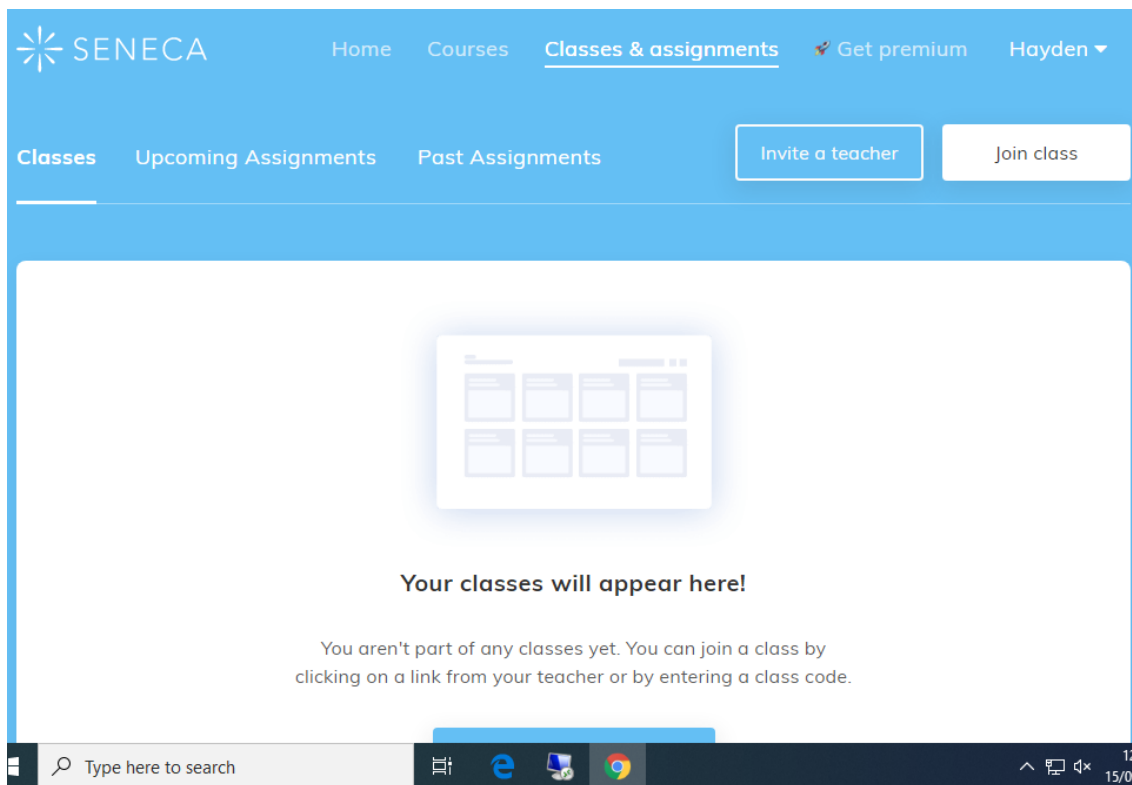 SENECA Home Courses Classes & assignments Get premium Hayden
Classes Upcoming Assignments Past Assignments Invite a teacher Join class
Your classes will appear here!
You aren't part of any classes yet. You can join a class by
clicking on a link from your teacher or by entering a class code.
Type here to search